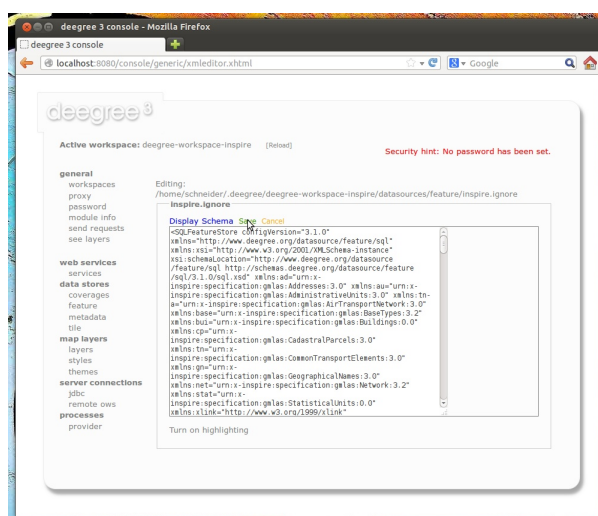 deegree 3 console - Mozilla Firefox
deegree 3 console
localhost:8080/console/generic/xmleditor.xhtml
Google
deegree 3
Active workspace: deegree-workspace-inspire [Reload]
Security hint: No password has been set.
general
workspaces
proxy
password
module info
send requests
see layers
web services
services
data stores
coverages
feature
metadata
tile
map layers
layers
styles
themes
server connections
jdbc
remote ows
processes
provider
Editing:
/home/schneider/.deegree/deegree-workspace-inspire/datasources/feature/inspire.ignore
inspire.ignore
Display Schema Save Cancel
<SQLFeatureStore configVersion="3.1.0"
xmlns="http://www.deegree.org/datasource/feature/sql"
xmlns:xsi="http://www.w3.org/2001/XMLSchema-instance"
xsi:schemaLocation="http://www.deegree.org/datasource
/feature/sql http://schemas.deegree.org/datasource/feature
/sql/3.1.0/sql.xsd" xmlns:ad="urn:x-
inspire:specification:gmlas:Addresses:3.0" xmlns:au="urn:x-
inspire:specification:gmlas:AdministrativeUnits:3.0" xmlns:tn-
a="urn:x-inspire:specification:gmlas:AirTransportNetwork:3.0"
xmlns:base="urn:x-inspire:specification:gmlas:BaseTypes:3.2"
xmlns:bui="urn:x-inspire:specification:gmlas:Buildings:0.0"
xmlns:cp="urn:x-
inspire:specification:gmlas:CadastralParcels:3.0"
xmlns:tn="urn:x-
inspire:specification:gmlas:CommonTransportElements:3.0"
xmlns:gn="urn:x-
inspire:specification:gmlas:GeographicalNames:3.0"
xmlns:net="urn:x-inspire:specification:gmlas:Network:3.2"
xmlns:stat="urn:x-
inspire:specification:gmlas:StatisticalUnits:0.0"
xmlns:xlink="http://www.w3.org/1999/xlink"
Turn on highlighting